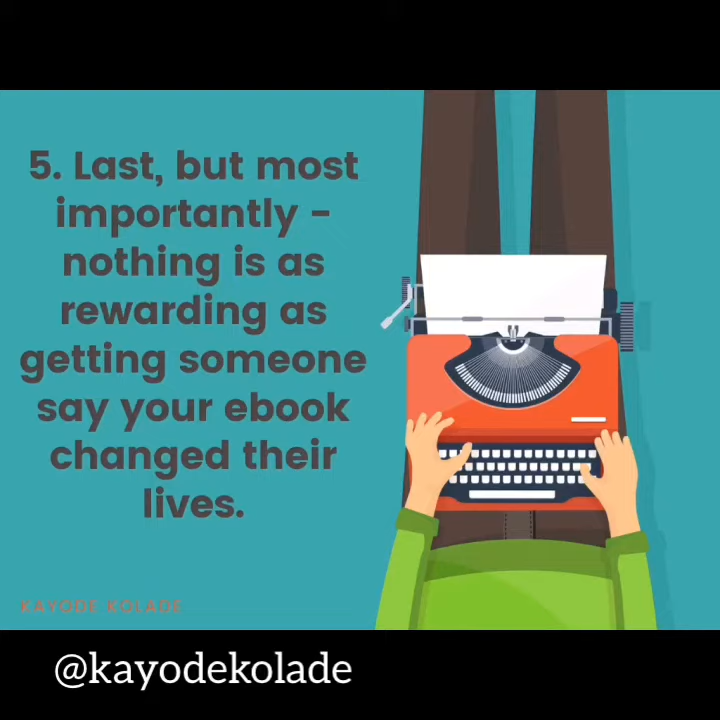 5. Last, but most
importantly -
nothing is as
rewarding as
getting someone
say your ebook
changed their
lives.
KAYODE KOLADE
@kayodekolade